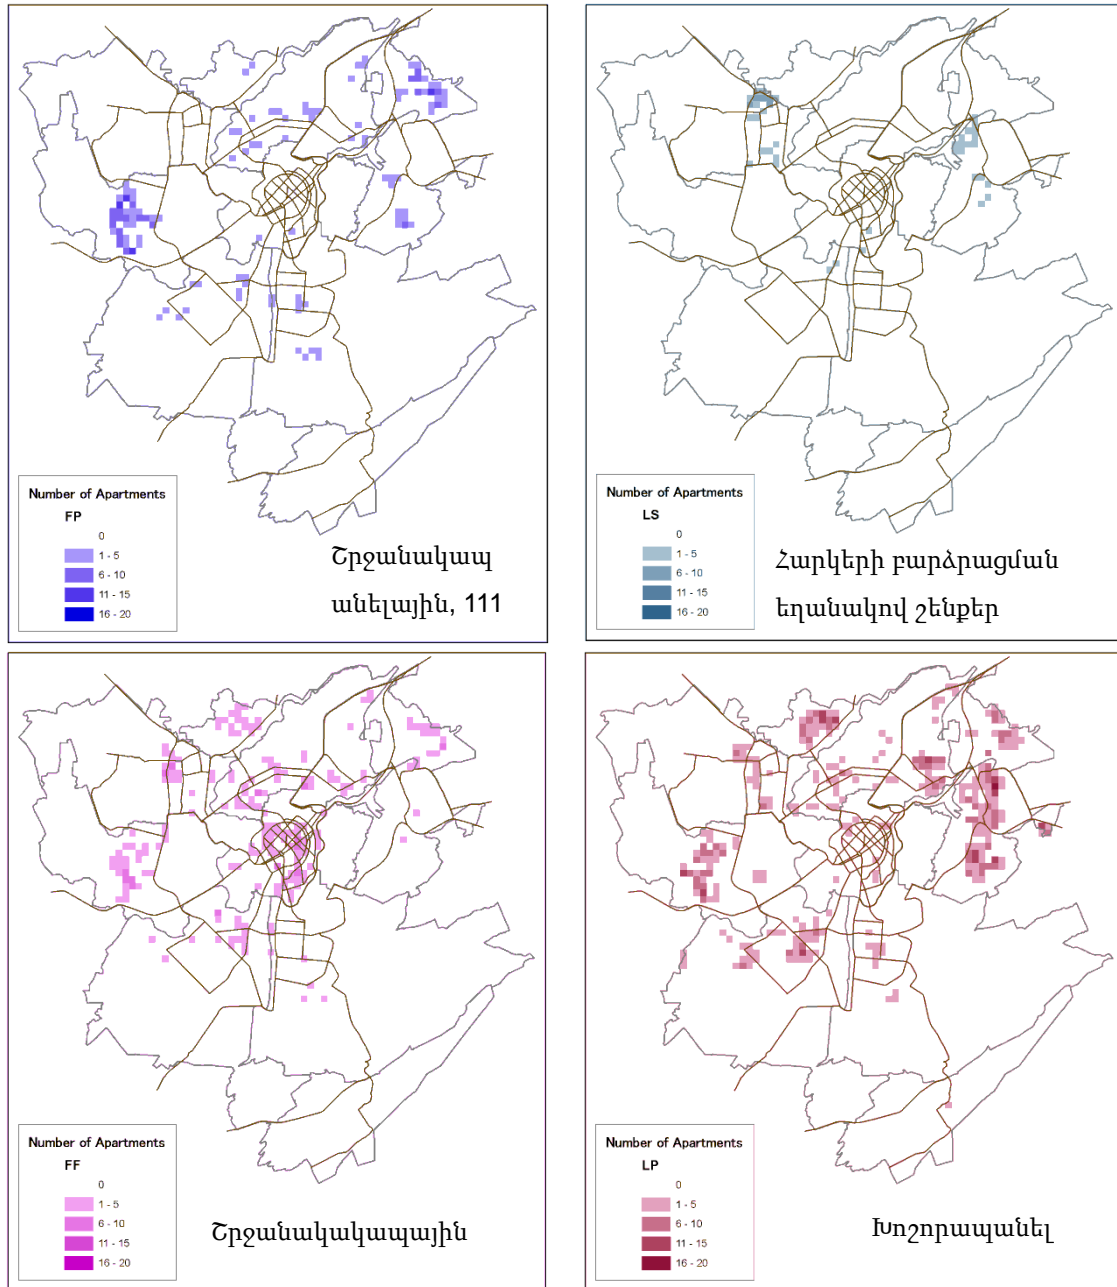 Number of Apartments
FP
0
1 - 5
6 - 10
11 - 15
16 - 20
Շրջանակապ
անելային, 111
Number of Apartments
LS
0
1 - 5
6 - 10
11 - 15
16 - 20
Հարկերի բարձրացման
եղանակով շենքեր
Number of Apartments
FF
0
1 - 5
6 - 10
11 - 15
16 - 20
Շրջանակակապային
Number of Apartments
LP
0
1 - 5
6 - 10
11 - 15
16 - 20
Խոշորապանել